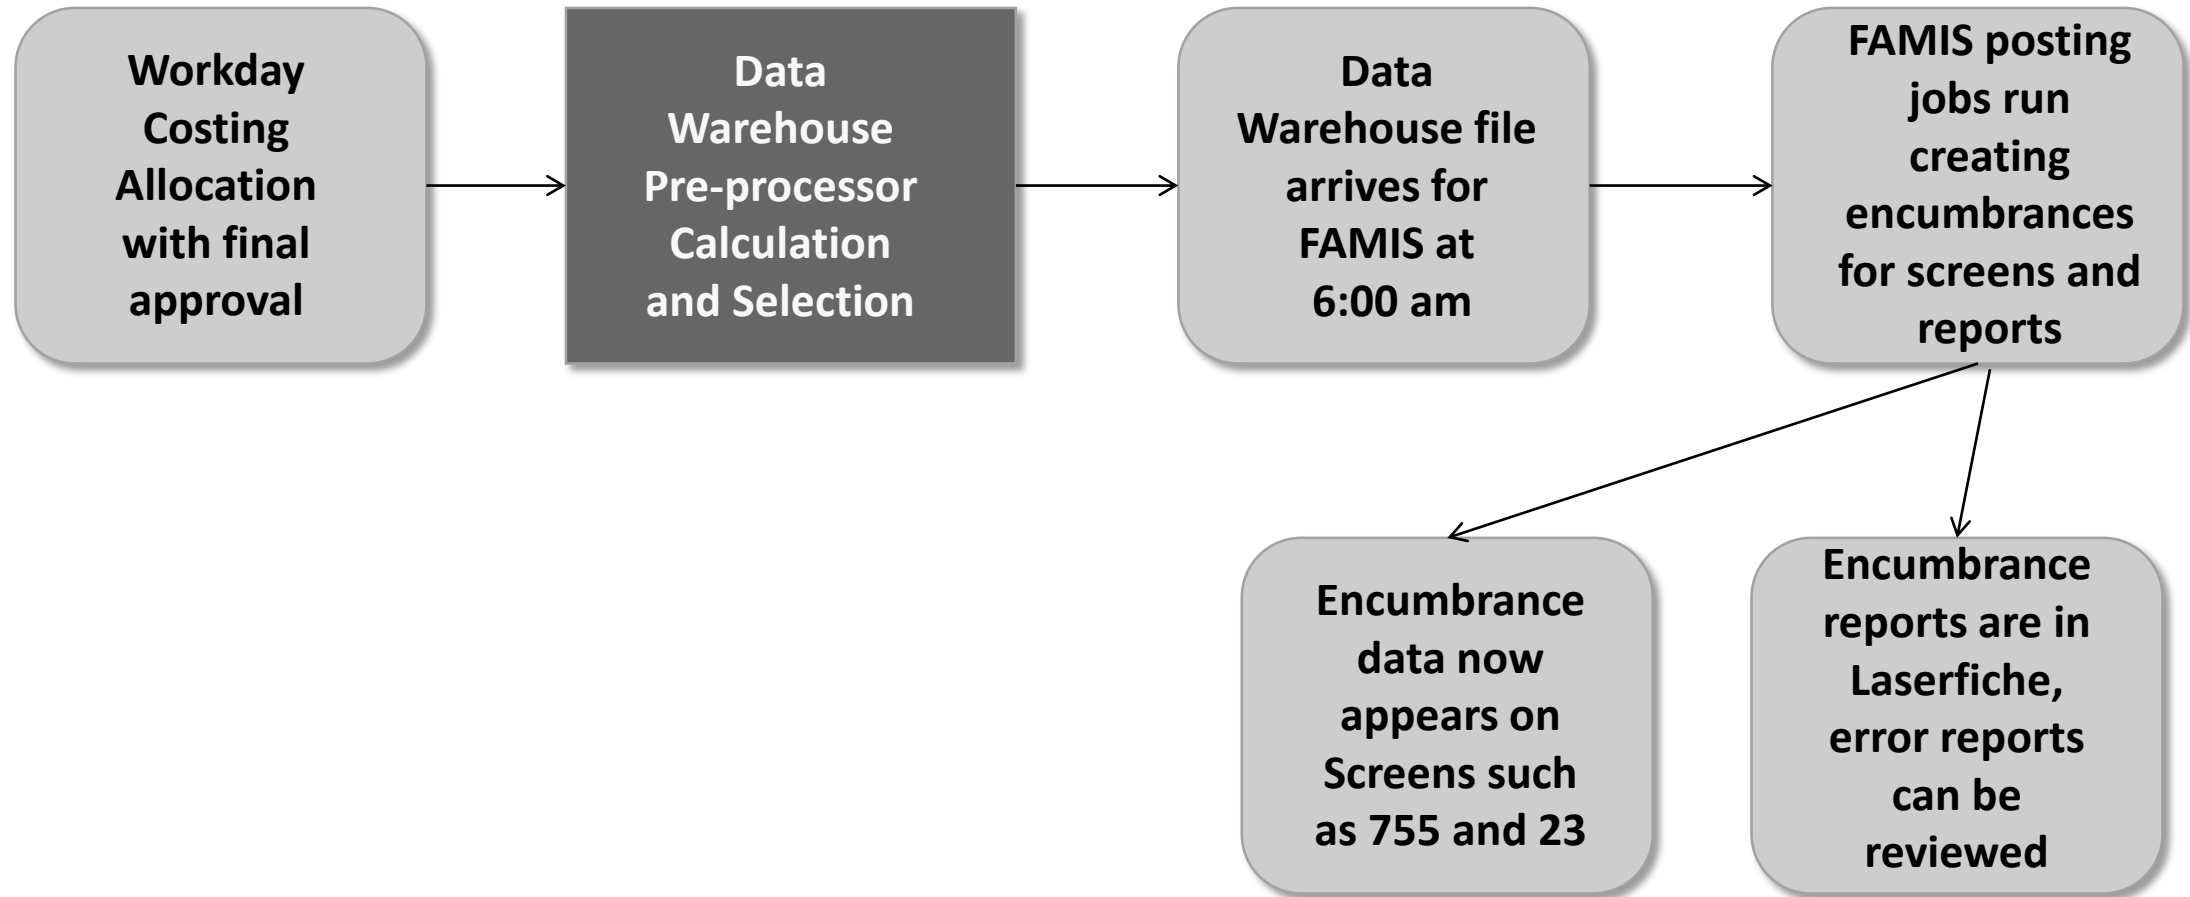 Workday
Costing
Allocation
with final
approval
Data
Warehouse
Pre-processor
Calculation
and Selection
Data
Warehouse file
arrives for
FAMIS at
6:00 am
FAMIS posting
jobs run
creating
encumbrances
for screens and
reports
Encumbrance
data now
appears on
Screens such
as 755 and 23
Encumbrance
reports are in
Laserfiche,
error reports
can be
reviewed